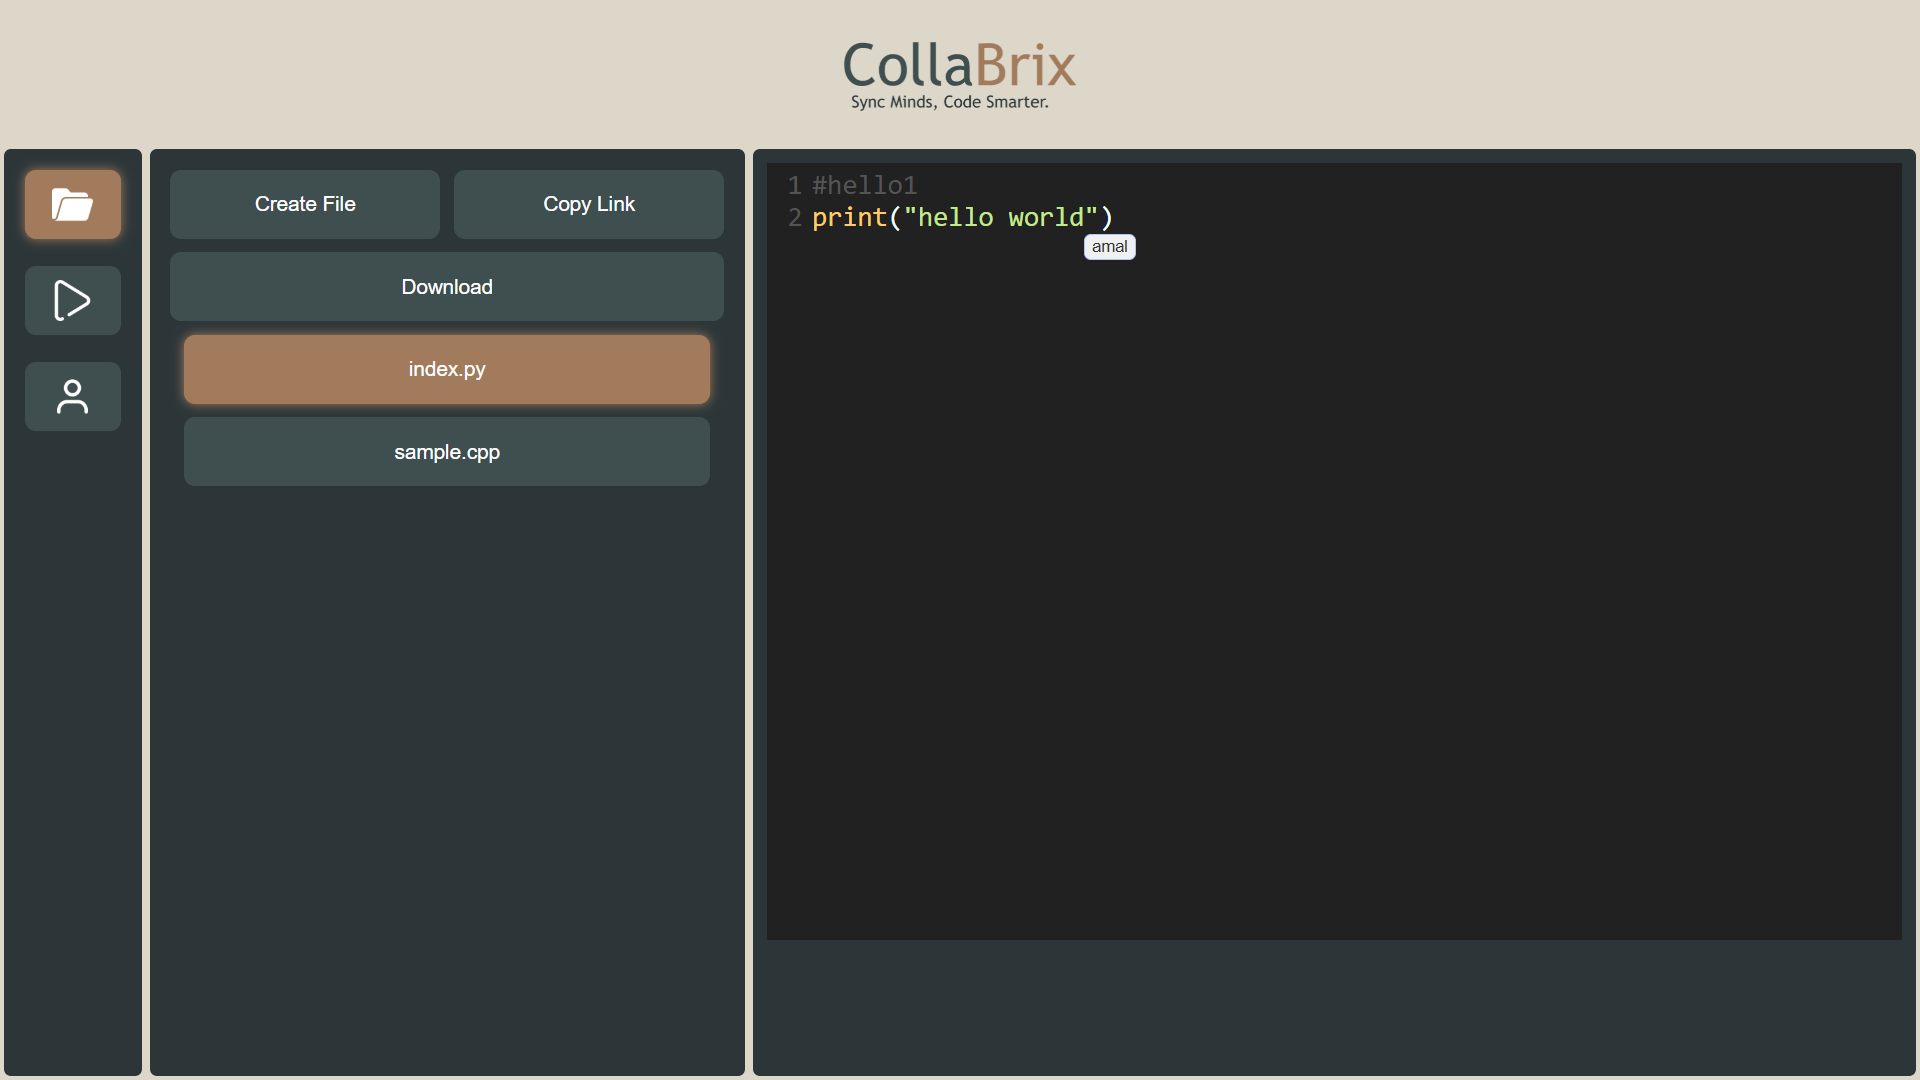 CollaBrix
Sync Minds, Code Smarter.
Create File
Copy Link
Download
index.py
sample.cpp
1 #hello1
2 print("hello world")
amal